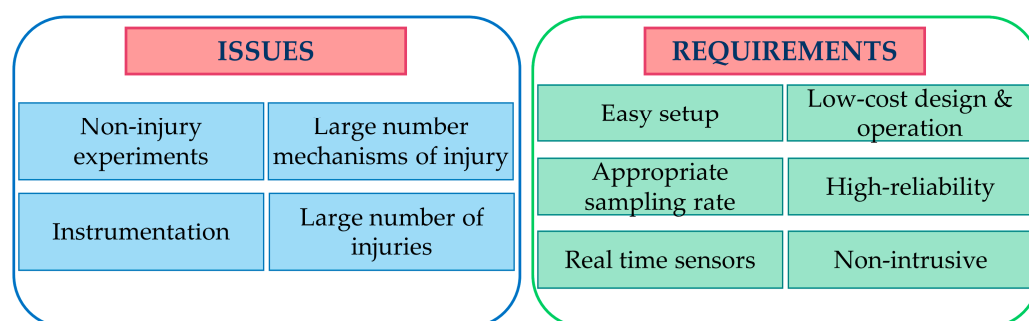 ISSUES
Non-injury
experiments
Large number
mechanisms of injury
Instrumentation
Large number of
injuries
REQUIREMENTS
Easy setup
Low-cost design &
operation
Appropriate
sampling rate
High-reliability
Real time sensors
Non-intrusive